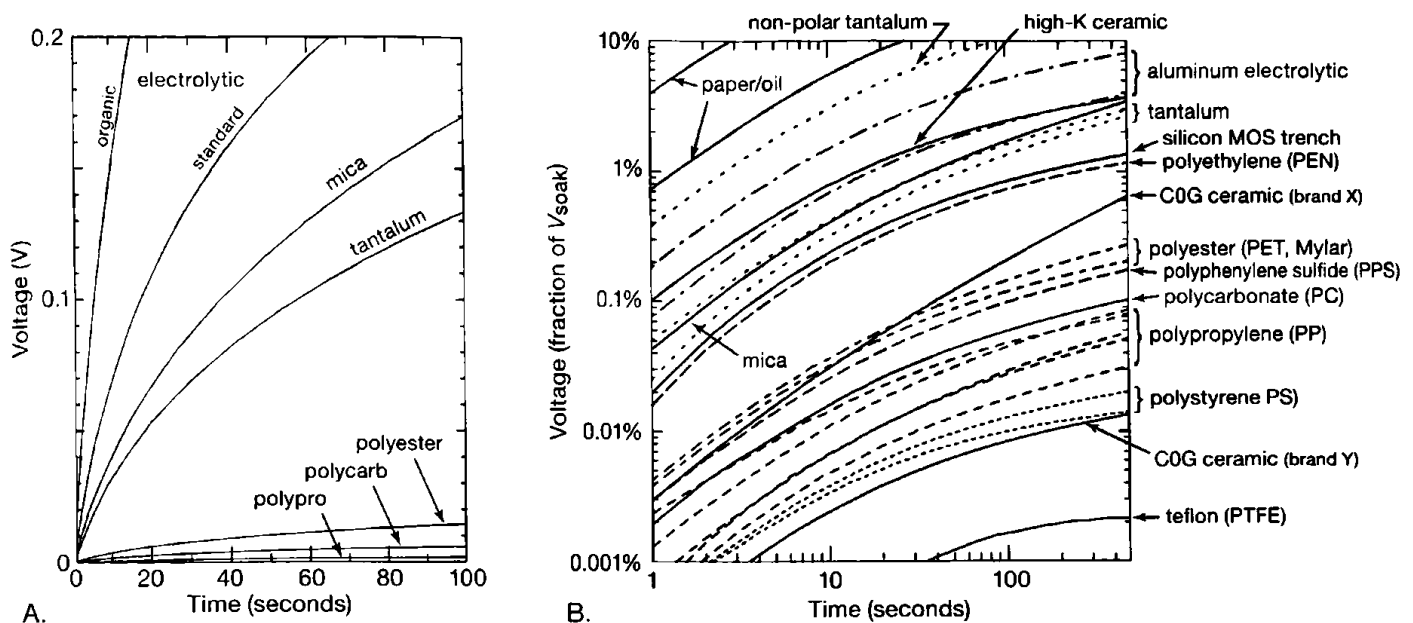 0.2
0.1
0
Voltage (V)
organic
electrolytic
standard
mica
tantalum
polyester
polycarb
polypro
0 20 40 60 80 100
Time (seconds)
A.
non-polar tantalum
high-K ceramic
10%
1%
0.1%
0.01%
0.001%
Voltage (fraction of Vsoak)
paper/oil
mica
aluminum electrolytic
tantalum
silicon MOS trench
polyethylene (PEN)
C0G ceramic (brand X)
polyester (PET, Mylar)
polyphenylene sulfide (PPS)
polycarbonate (PC)
polypropylene (PP)
polystyrene PS)
C0G ceramic (brand Y)
teflon (PTFE)
1 10 100
Time (seconds)
B.